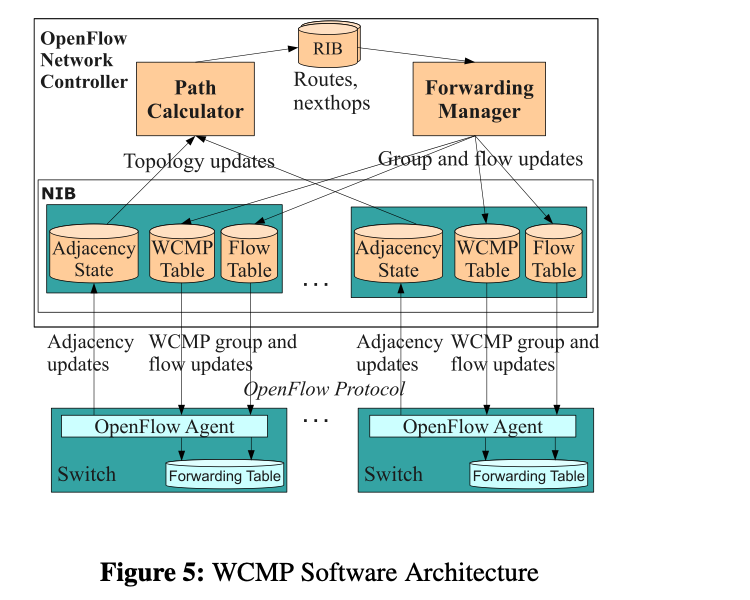 OpenFlow
Network
Controller
RIB
Routes,
nexthops
Path
Calculator
Forwarding
Manager
Topology updates
Group and flow updates
NIB
Adjacency
State
WCMP
Table
Flow
Table
. . .
Adjacency
State
WCMP
Table
Flow
Table
Adjacency
updates
WCMP group and
flow updates
Adjacency
updates
WCMP group and
flow updates
OpenFlow Protocol
OpenFlow Agent
Switch
Forwarding Table
. . .
OpenFlow Agent
Switch
Forwarding Table
Figure 5: WCMP Software Architecture